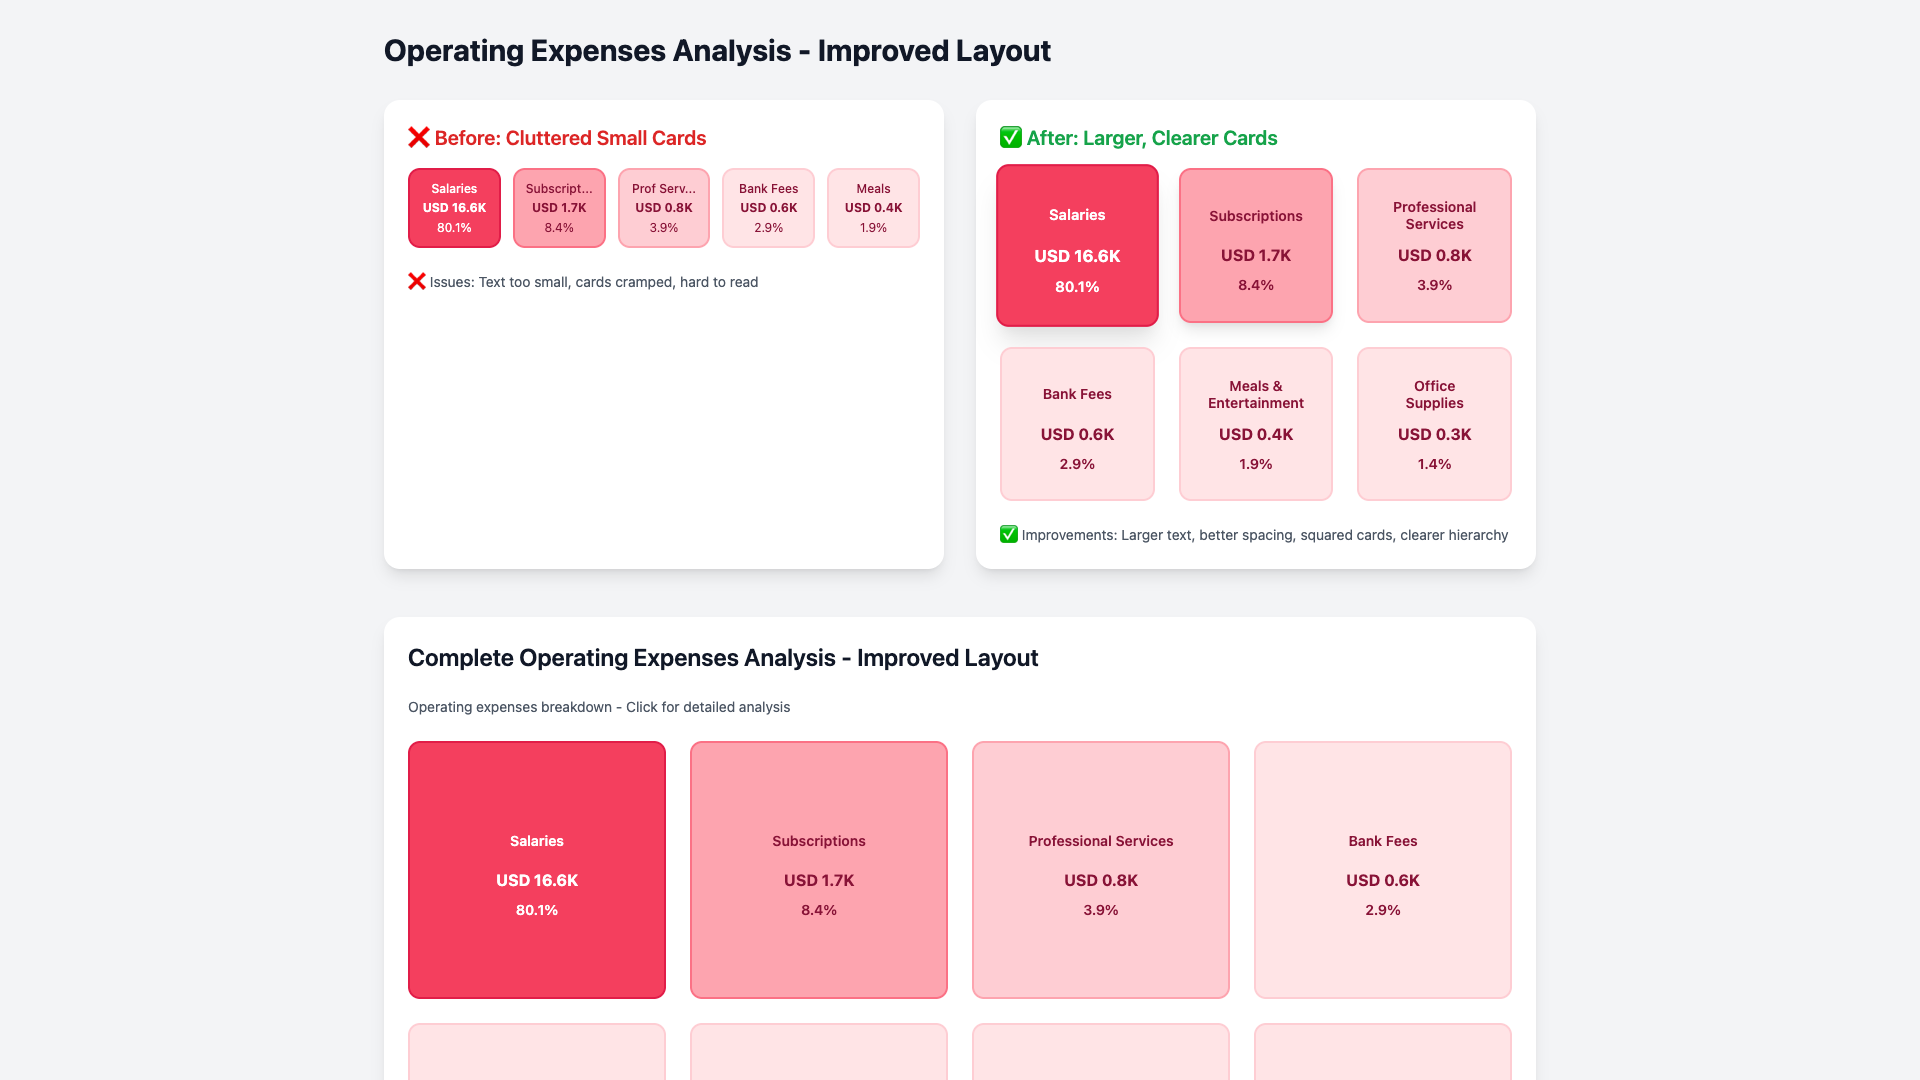 Operating Expenses Analysis - Improved Layout
❌ Before: Cluttered Small Cards
Salaries
USD 16.6K
80.1%
Subscript...
USD 1.7K
8.4%
Prof Serv...
USD 0.8K
3.9%
Bank Fees
USD 0.6K
2.9%
Meals
USD 0.4K
1.9%
❌ Issues: Text too small, cards cramped, hard to read
✅ After: Larger, Clearer Cards
Salaries
USD 16.6K
80.1%
Subscriptions
USD 1.7K
8.4%
Professional
Services
USD 0.8K
3.9%
Bank Fees
USD 0.6K
2.9%
Meals &
Entertainment
USD 0.4K
1.9%
Office
Supplies
USD 0.3K
1.4%
✅ Improvements: Larger text, better spacing, squared cards, clearer hierarchy
Complete Operating Expenses Analysis - Improved Layout
Operating expenses breakdown - Click for detailed analysis
Salaries
USD 16.6K
80.1%
Subscriptions
USD 1.7K
8.4%
Professional Services
USD 0.8K
3.9%
Bank Fees
USD 0.6K
2.9%